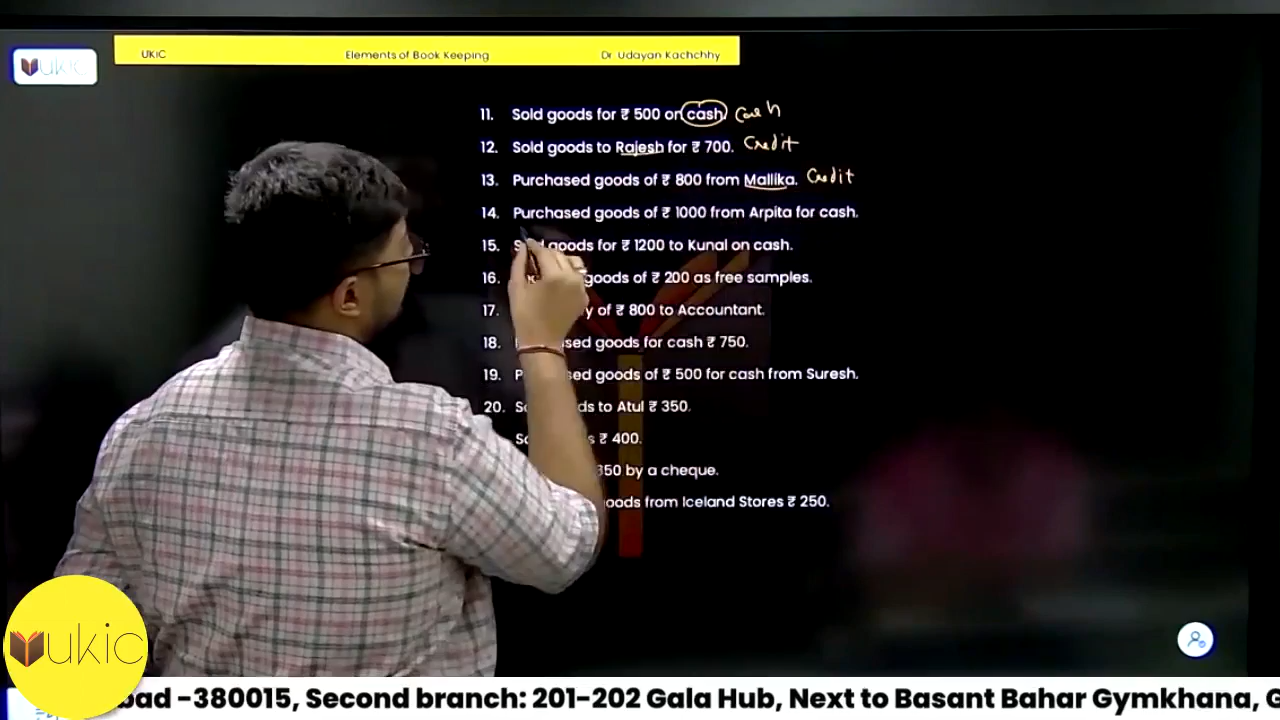 ukic
UKIC Elements of Book Keeping Dr Udayan Kachchhy
11. Sold goods for ₹ 500 on cash. Cash
12. Sold goods to Rajesh for ₹ 700. Credit
13. Purchased goods of ₹ 800 from Mallika. Credit
14. Purchased goods of ₹ 1000 from Arpita for cash.
15. goods for ₹ 1200 to Kunal on cash.
16. goods of ₹ 200 as free samples.
17. of ₹ 800 to Accountant.
18. goods for cash ₹ 750.
19. goods of ₹ 500 for cash from Suresh.
20. to Atul ₹ 350.
₹ 400.
350 by a cheque.
from Iceland Stores ₹ 250.
ukic
-380015, Second branch: 201-202 Gala Hub, Next to Basant Bahar Gymkhana,